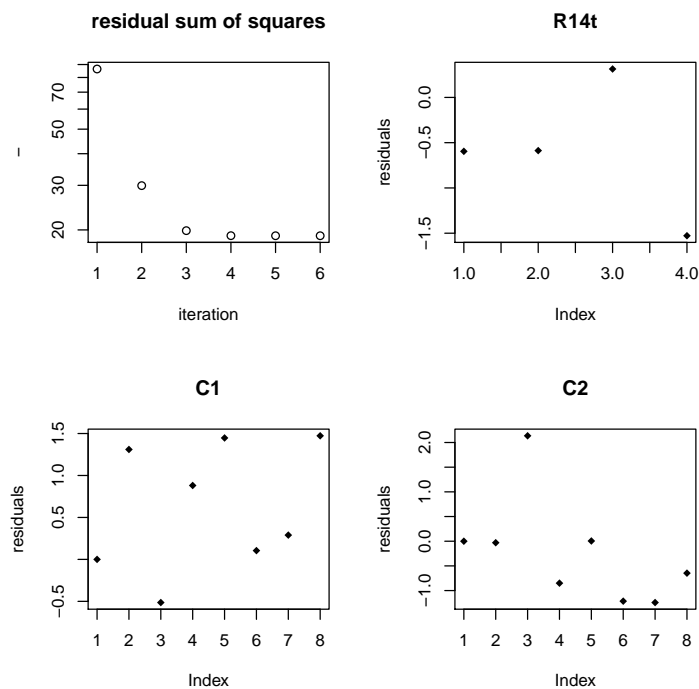 residual sum of squares
70
50
30
20
–
1 2 3 4 5 6
iteration
R14t
0.0
−0.5
−1.5
residuals
1.0 2.0 3.0 4.0
Index
C1
1.5
1.0
0.5
−0.5
residuals
1 2 3 4 5 6 7 8
Index
C2
2.0
1.0
0.0
−1.0
residuals
1 2 3 4 5 6 7 8
Index